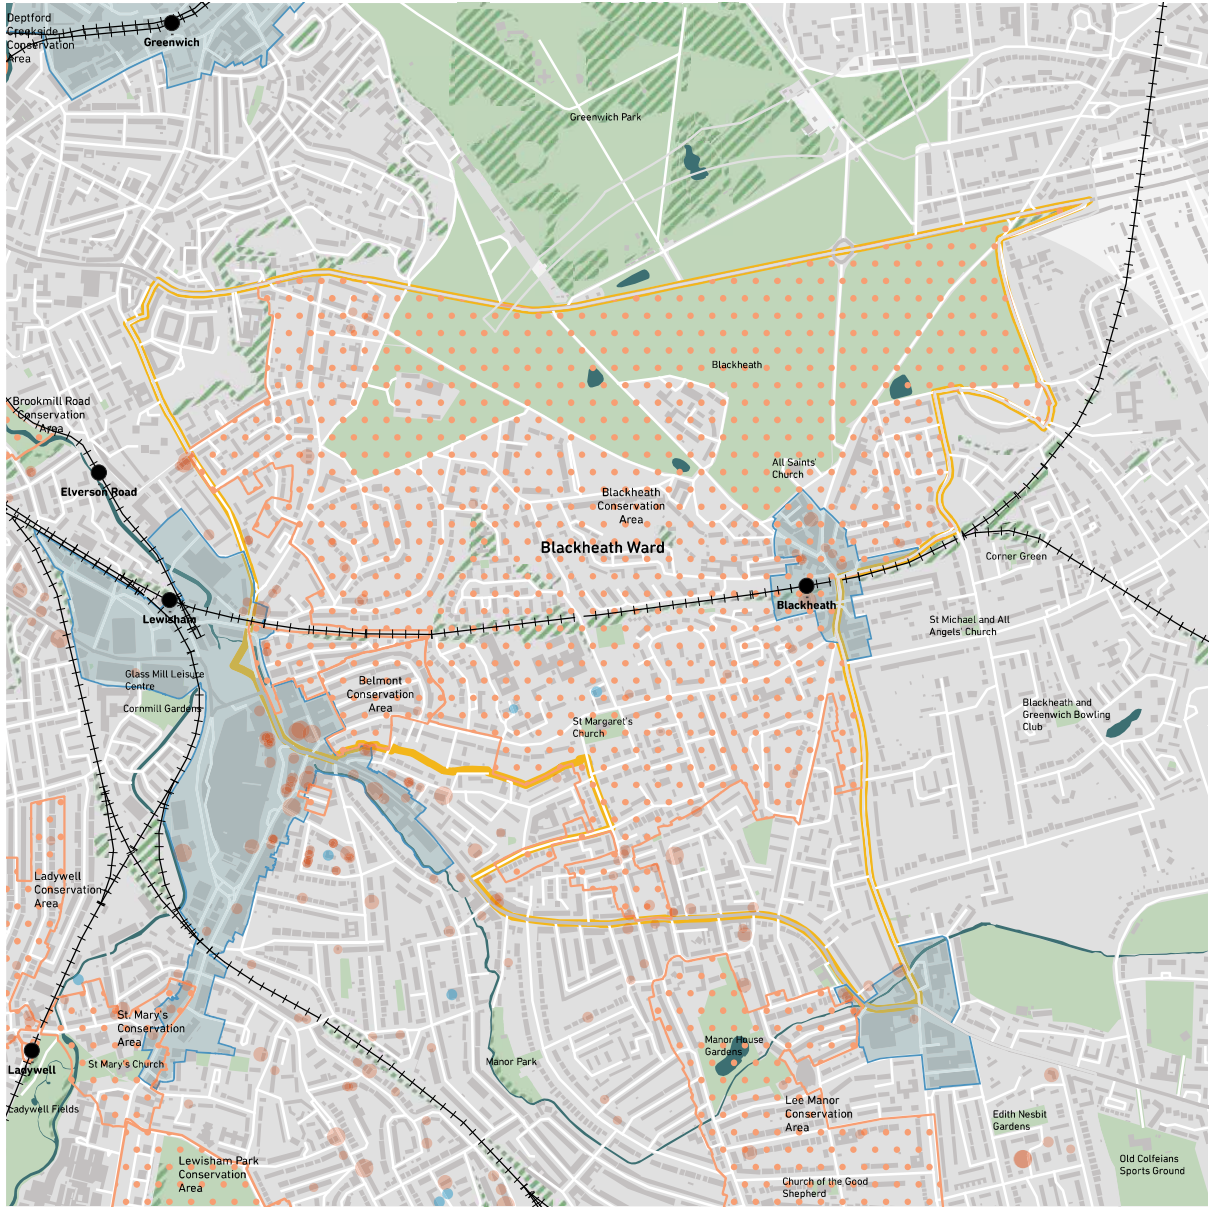 Deptford
Creekside
Conservation
Area
Greenwich
Greenwich Park
Blackheath
Brookmill Road
Conservation
Area
Elverson Road
All Saints'
Church
Blackheath
Conservation
Area
Blackheath Ward
Corner Green
Blackheath
Lewisham
St Michael and All
Angels' Church
Glass Mill Leisure
Centre
Cornmill Gardens
Belmont
Conservation
Area
St Margaret's
Church
Blackheath and
Greenwich Bowling
Club
Ladywell
Conservation
Area
St. Mary's
Conservation
Area
St Mary's Church
Ladywell
Ladywell Fields
Manor Park
Manor House
Gardens
Lee Manor
Conservation
Area
Edith Nesbit
Gardens
Lewisham Park
Conservation
Area
Church of the Good
Shepherd
Old Colfeians
Sports Ground